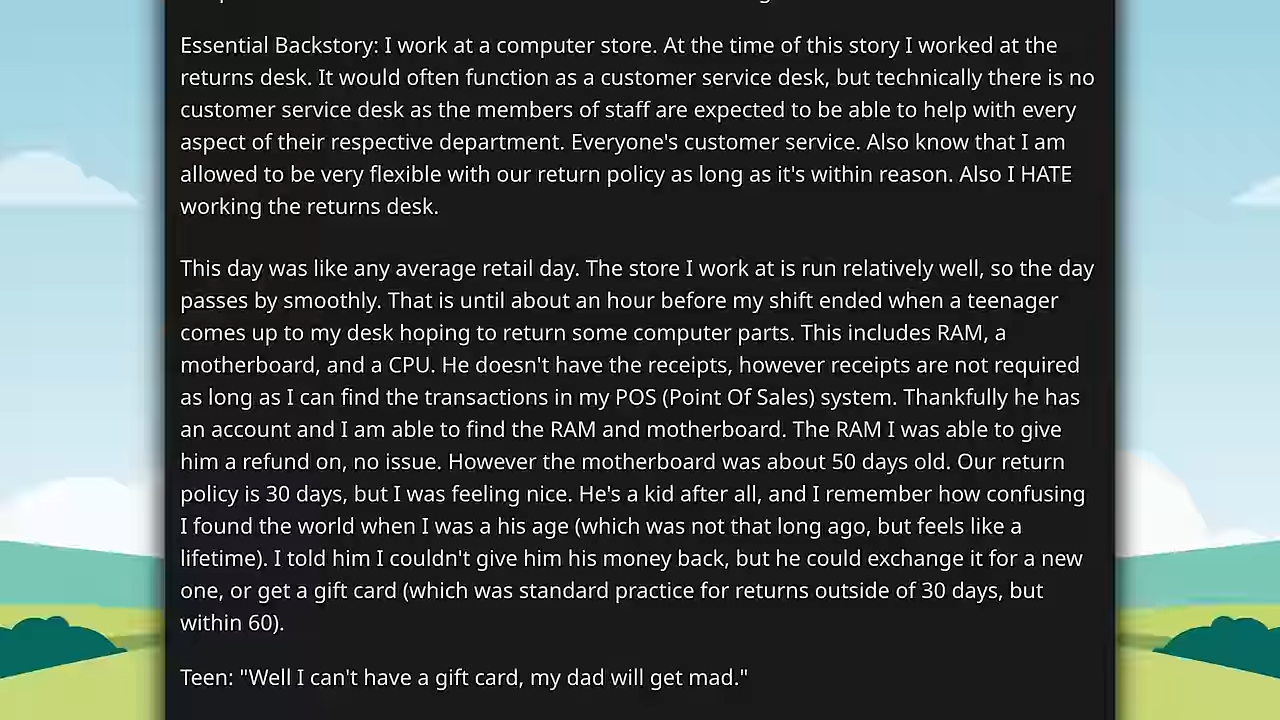 Essential Backstory: I work at a computer store. At the time of this story I worked at the
returns desk. It would often function as a customer service desk, but technically there is no
customer service desk as the members of staff are expected to be able to help with every
aspect of their respective department. Everyone's customer service. Also know that I am
allowed to be very flexible with our return policy as long as it's within reason. Also I HATE
working the returns desk.
This day was like any average retail day. The store I work at is run relatively well, so the day
passes by smoothly. That is until about an hour before my shift ended when a teenager
comes up to my desk hoping to return some computer parts. This includes RAM, a
motherboard, and a CPU. He doesn't have the receipts, however receipts are not required
as long as I can find the transactions in my POS (Point Of Sales) system. Thankfully he has
an account and I am able to find the RAM and motherboard. The RAM I was able to give
him a refund on, no issue. However the motherboard was about 50 days old. Our return
policy is 30 days, but I was feeling nice. He's a kid after all, and I remember how confusing
I found the world when I was a his age (which was not that long ago, but feels like a
lifetime). I told him I couldn't give him his money back, but he could exchange it for a new
one, or get a gift card (which was standard practice for returns outside of 30 days, but
within 60).
Teen: "Well I can't have a gift card, my dad will get mad."